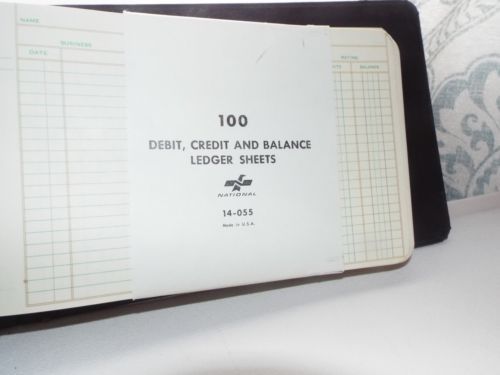 NAME
BUSINESS
DATE
RATING
BALANCE
100
DEBIT, CREDIT AND BALANCE
LEDGER SHEETS
NATIONAL
14-055
Made in U.S.A.